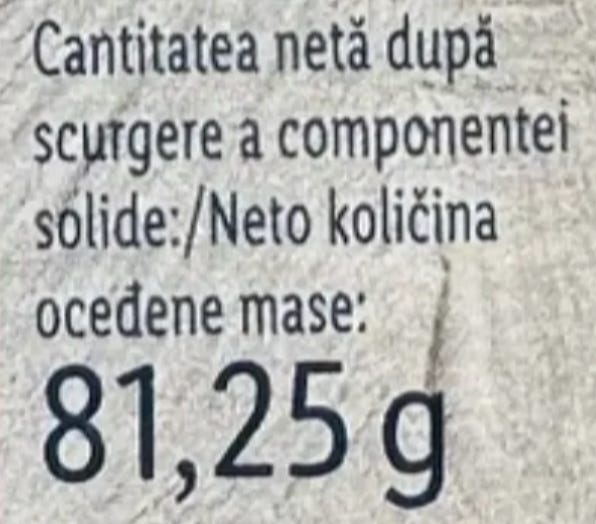 Cantitatea netă după
scurgere a componentei
solide:/Neto količina
oceđene mase:
81,25 g